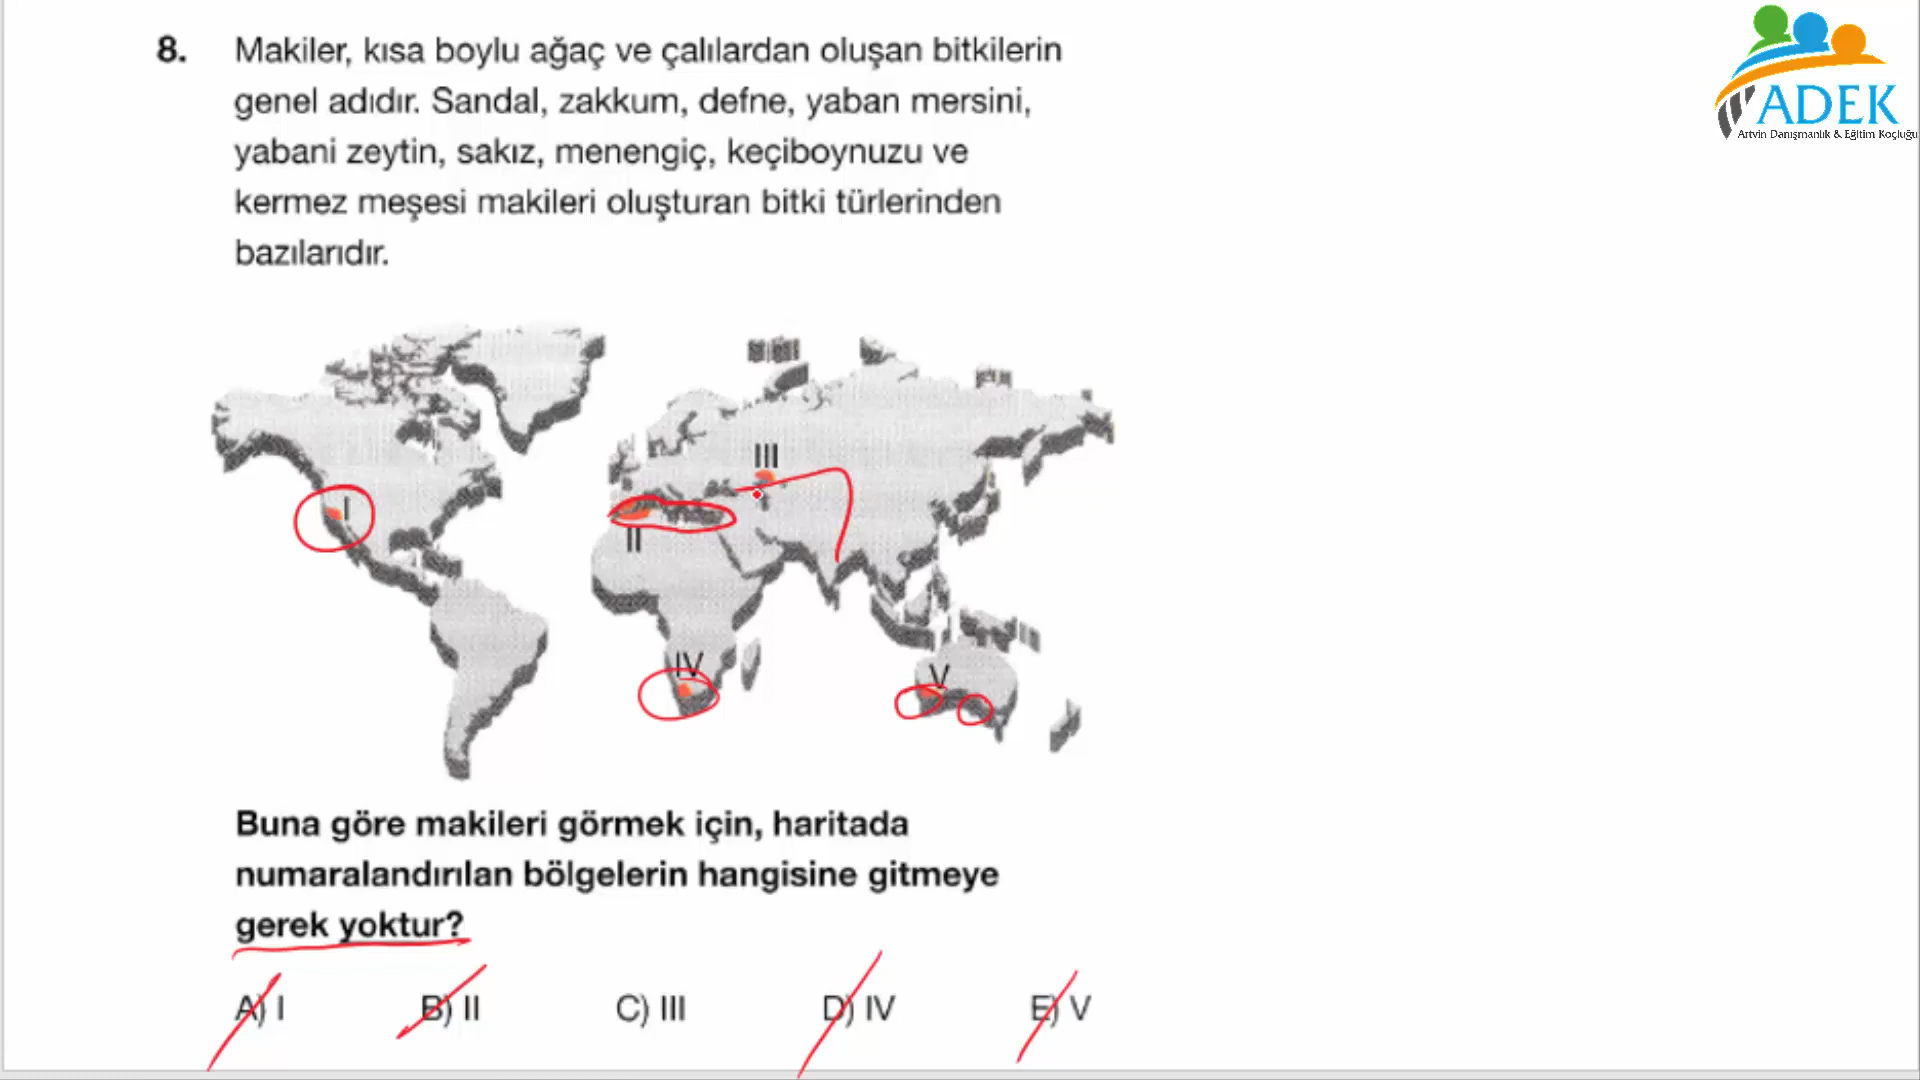 8. Makiler, kısa boylu ağaç ve çalılardan oluşan bitkilerin
genel adıdır. Sandal, zakkum, defne, yaban mersini,
yabani zeytin, sakız, menengiç, keçiboynuzu ve
kermez meşesi makileri oluşturan bitki türlerinden
bazılarıdır.
ADEK
Artvin Danışmanlık & Eğitim Koçluğu
III
I
II
IV
V
Buna göre makileri görmek için, haritada
numaralandırılan bölgelerin hangisine gitmeye
gerek yoktur?
A) I B) II C) III D) IV E) V